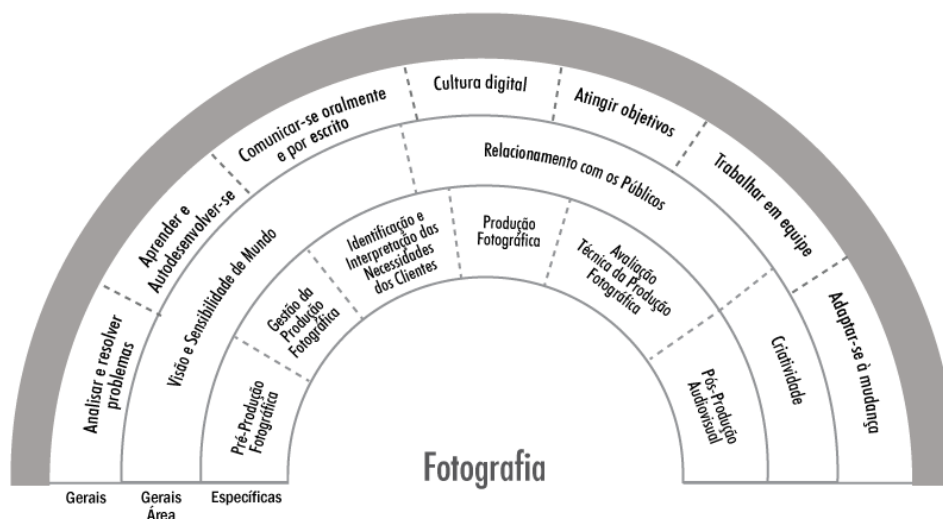 Analisar e resolver
problemas
Aprender e
Autodesenvolver-se
Comunicar-se oralmente
e por escrito
Cultura digital
Atingir objetivos
Trabalhar em equipe
Adaptar-se à mudança
Visão e Sensibilidade de Mundo
Relacionamento com os Públicos
Criatividade
Pré-Produção
Fotográfica
Gestão da
Produção
Fotográfica
Identificação e
Interpretação das
Necessidades
dos Clientes
Produção
Fotográfica
Avaliação
Técnica da Produção
Fotográfica
Pós-Produção
Audiovisual
Fotografia
Gerais
Gerais
Área
Específicas